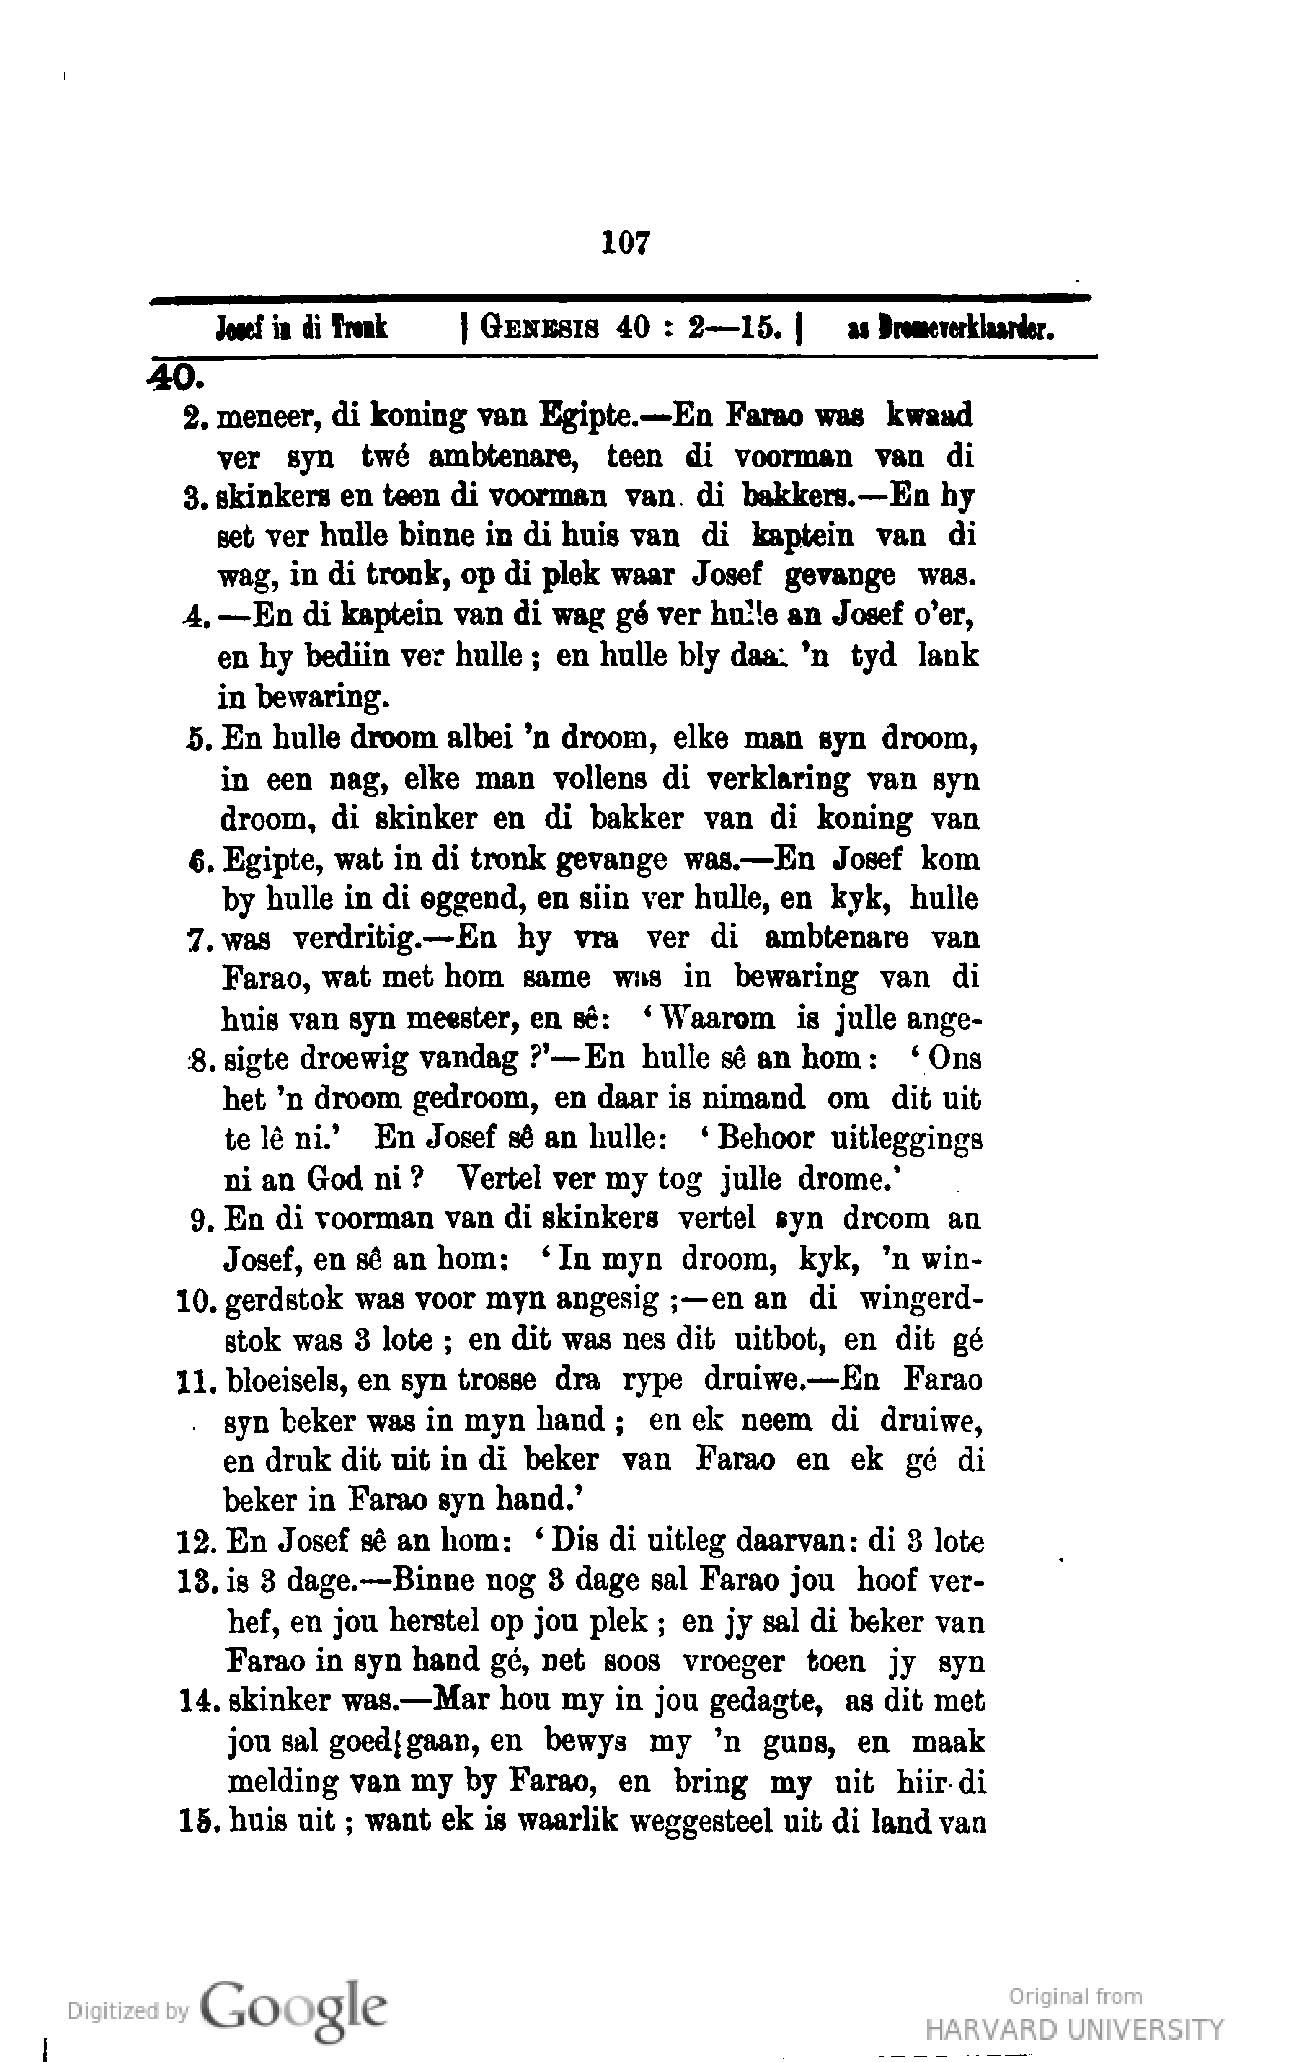 107
Josef in di Tronk | GENESIS 40 : 2—15. | as Dromeverklaarder.
40.
2. meneer, di koning van Egipte.—En Farao was kwaad
ver syn twé ambtenare, teen di voorman van di
3. skinkers en teen di voorman van di bakkers.—En hy
set ver hulle binne in di huis van di kaptein van di
wag, in di tronk, op di plek waar Josef gevange was.
4. —En di kaptein van di wag gé ver hulle an Josef o'er,
en hy bediin ver hulle ; en hulle bly daar 'n tyd lank
in bewaring.
5. En hulle droom albei 'n droom, elke man syn droom,
in een nag, elke man vollens di verklaring van syn
droom, di skinker en di bakker van di koning van
6. Egipte, wat in di tronk gevange was.—En Josef kom
by hulle in di oggend, en siin ver hulle, en kyk, hulle
7. was verdritig.—En hy vra ver di ambtenare van
Farao, wat met hom same was in bewaring van di
huis van syn meester, en sê: ‘ Waarom is julle ange-
8. sigte droewig vandag ?’—En hulle sê an hom : ‘ Ons
het 'n droom gedroom, en daar is nimand om dit uit
te lê ni.’ En Josef sê an hulle: ‘ Behoor uitleggings
ni an God ni ? Vertel ver my tog julle drome.’
9. En di voorman van di skinkers vertel syn droom an
Josef, en sê an hom: ‘ In myn droom, kyk, 'n win-
10. gerdstok was voor myn angesig ;—en an di wingerd-
stok was 3 lote ; en dit was nes dit uitbot, en dit gé
11. bloeisels, en syn trosse dra rype druiwe.—En Farao
syn beker was in myn hand ; en ek neem di druiwe,
en druk dit uit in di beker van Farao en ek gé di
beker in Farao syn hand.’
12. En Josef sê an hom: ‘ Dis di uitleg daarvan: di 3 lote
13. is 3 dage.—Binne nog 3 dage sal Farao jou hoof ver-
hef, en jou herstel op jou plek ; en jy sal di beker van
Farao in syn hand gé, net soos vroeger toen jy syn
14. skinker was.—Mar hou my in jou gedagte, as dit met
jou sal goed gaan, en bewys my 'n guns, en maak
melding van my by Farao, en bring my uit hiir di
15. huis uit ; want ek is waarlik weggesteel uit di land van
Digitized by Google
Original from
HARVARD UNIVERSITY